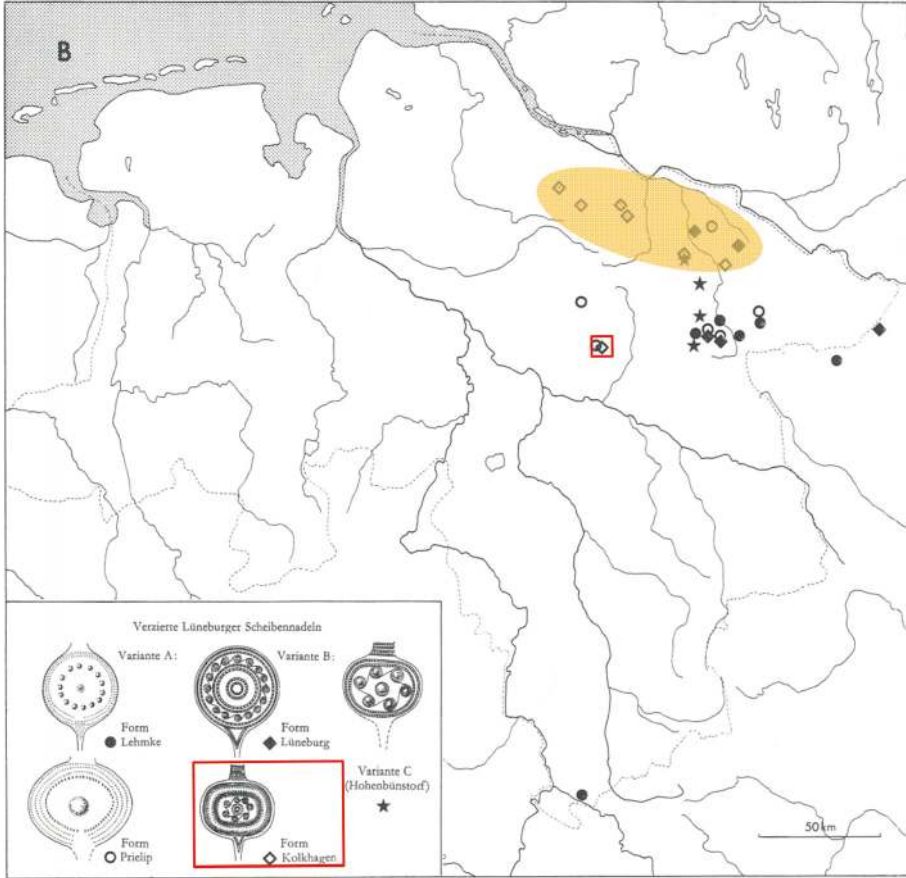 B
Verzierte Lüneburger Scheibennadeln
Variante A:
Variante B:
Form
Lehmke
Form
Lüneburg
Variante C
(Hohenbünstorf)
Form
Prielip
Form
Kolkhagen
50 km